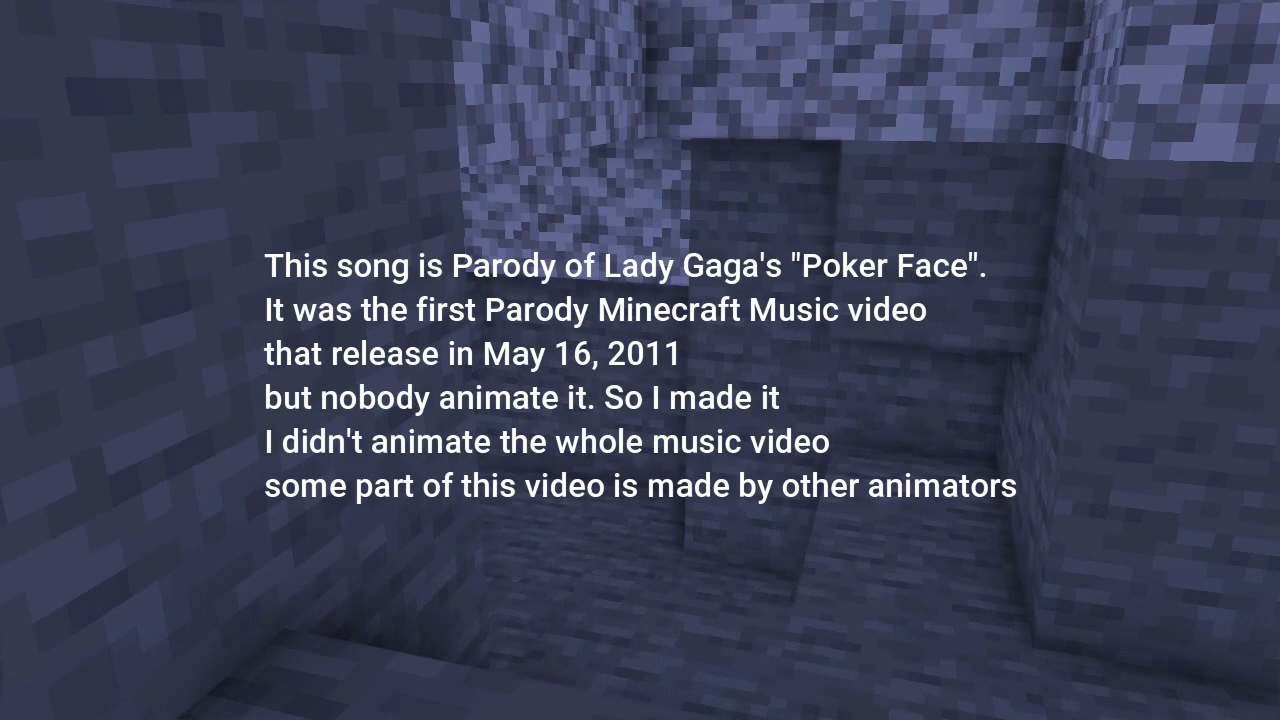 This song is Parody of Lady Gaga's "Poker Face".
It was the first Parody Minecraft Music video
that release in May 16, 2011
but nobody animate it. So I made it
I didn't animate the whole music video
some part of this video is made by other animators